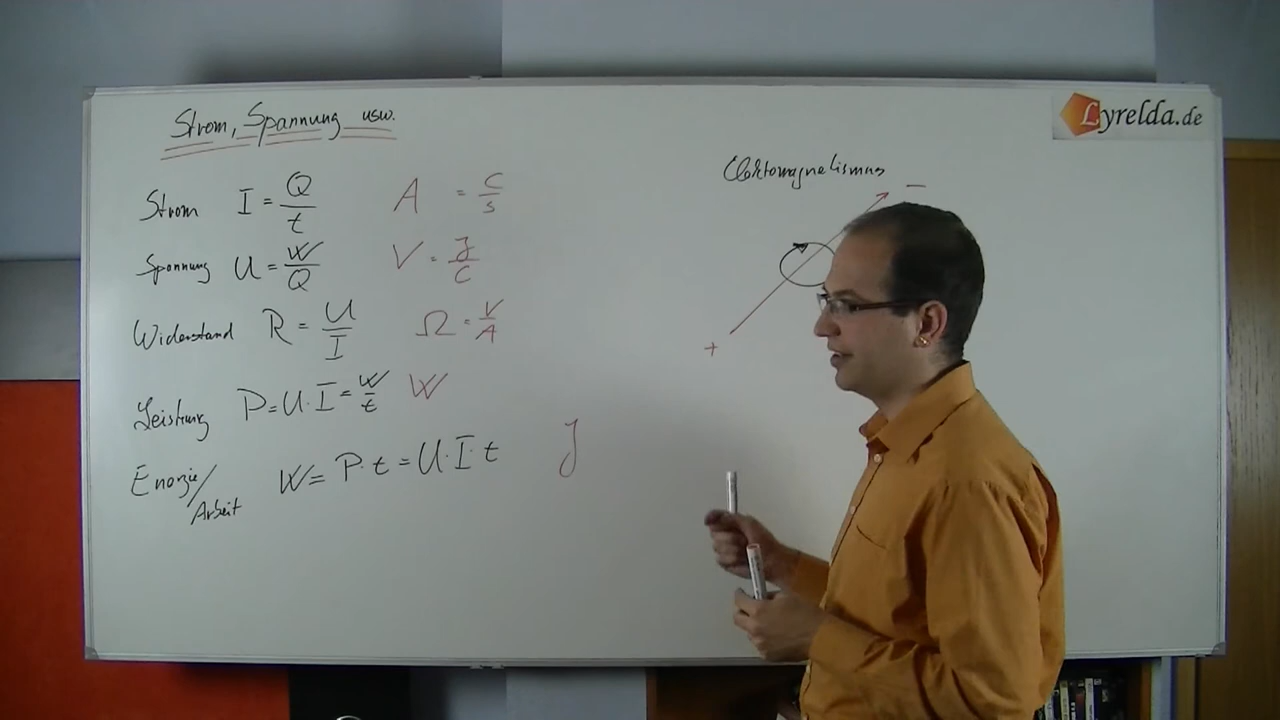 Strom, Spannung usw.
Strom I = Q/t A = C/s
Spannung U = W/Q V = J/C
Widerstand R = U/I Ω = V/A
Leistung P = U · I = W/t W
Energie/Arbeit W = P · t = U · I · t J
Lyrelda.de
Elektromagnetismus
−
+